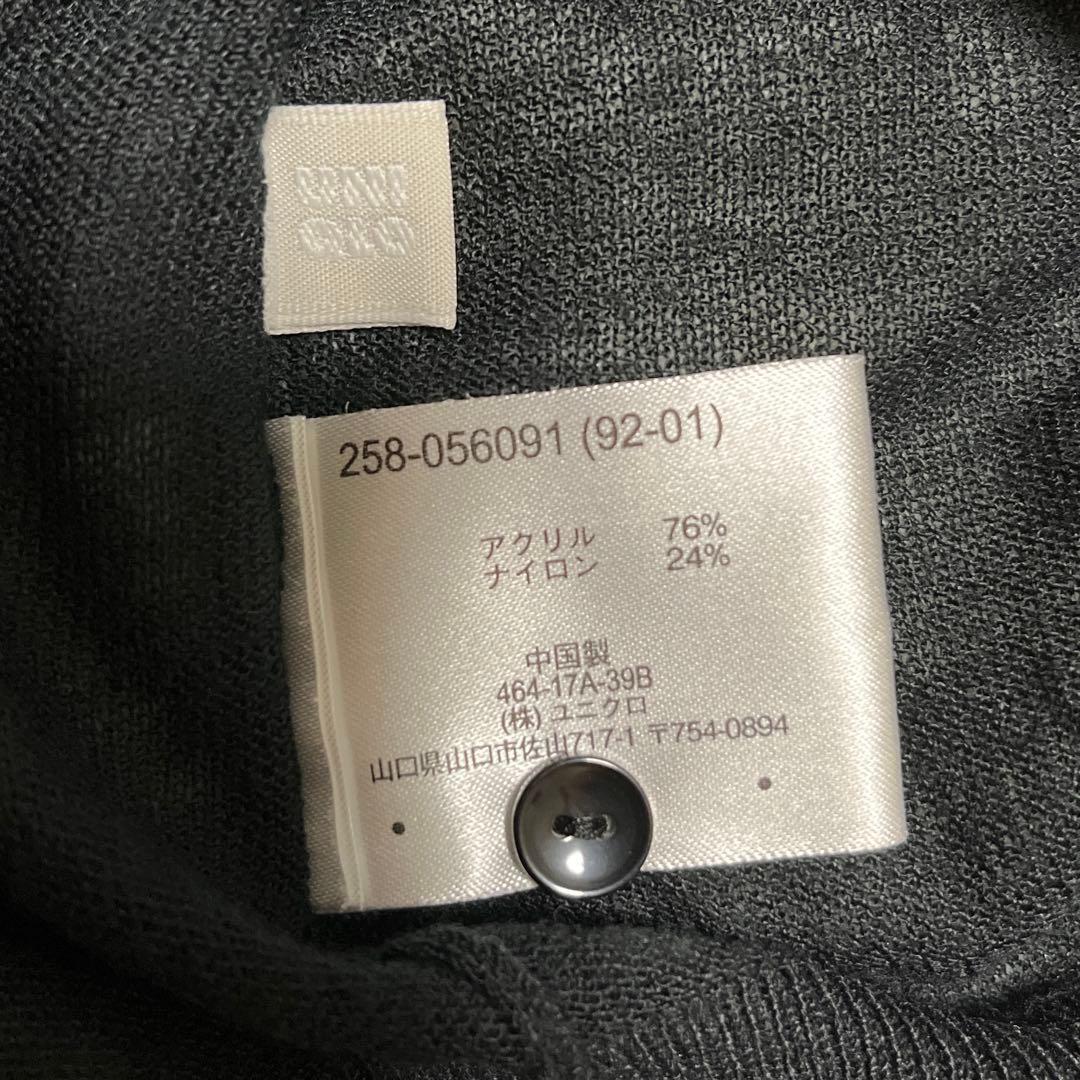 UNI
QLO
258-056091 (92-01)
アクリル 76%
ナイロン 24%
中国製
464-17A-39B
(株) ユニクロ
山口県山口市佐山717-1 〒754-0894